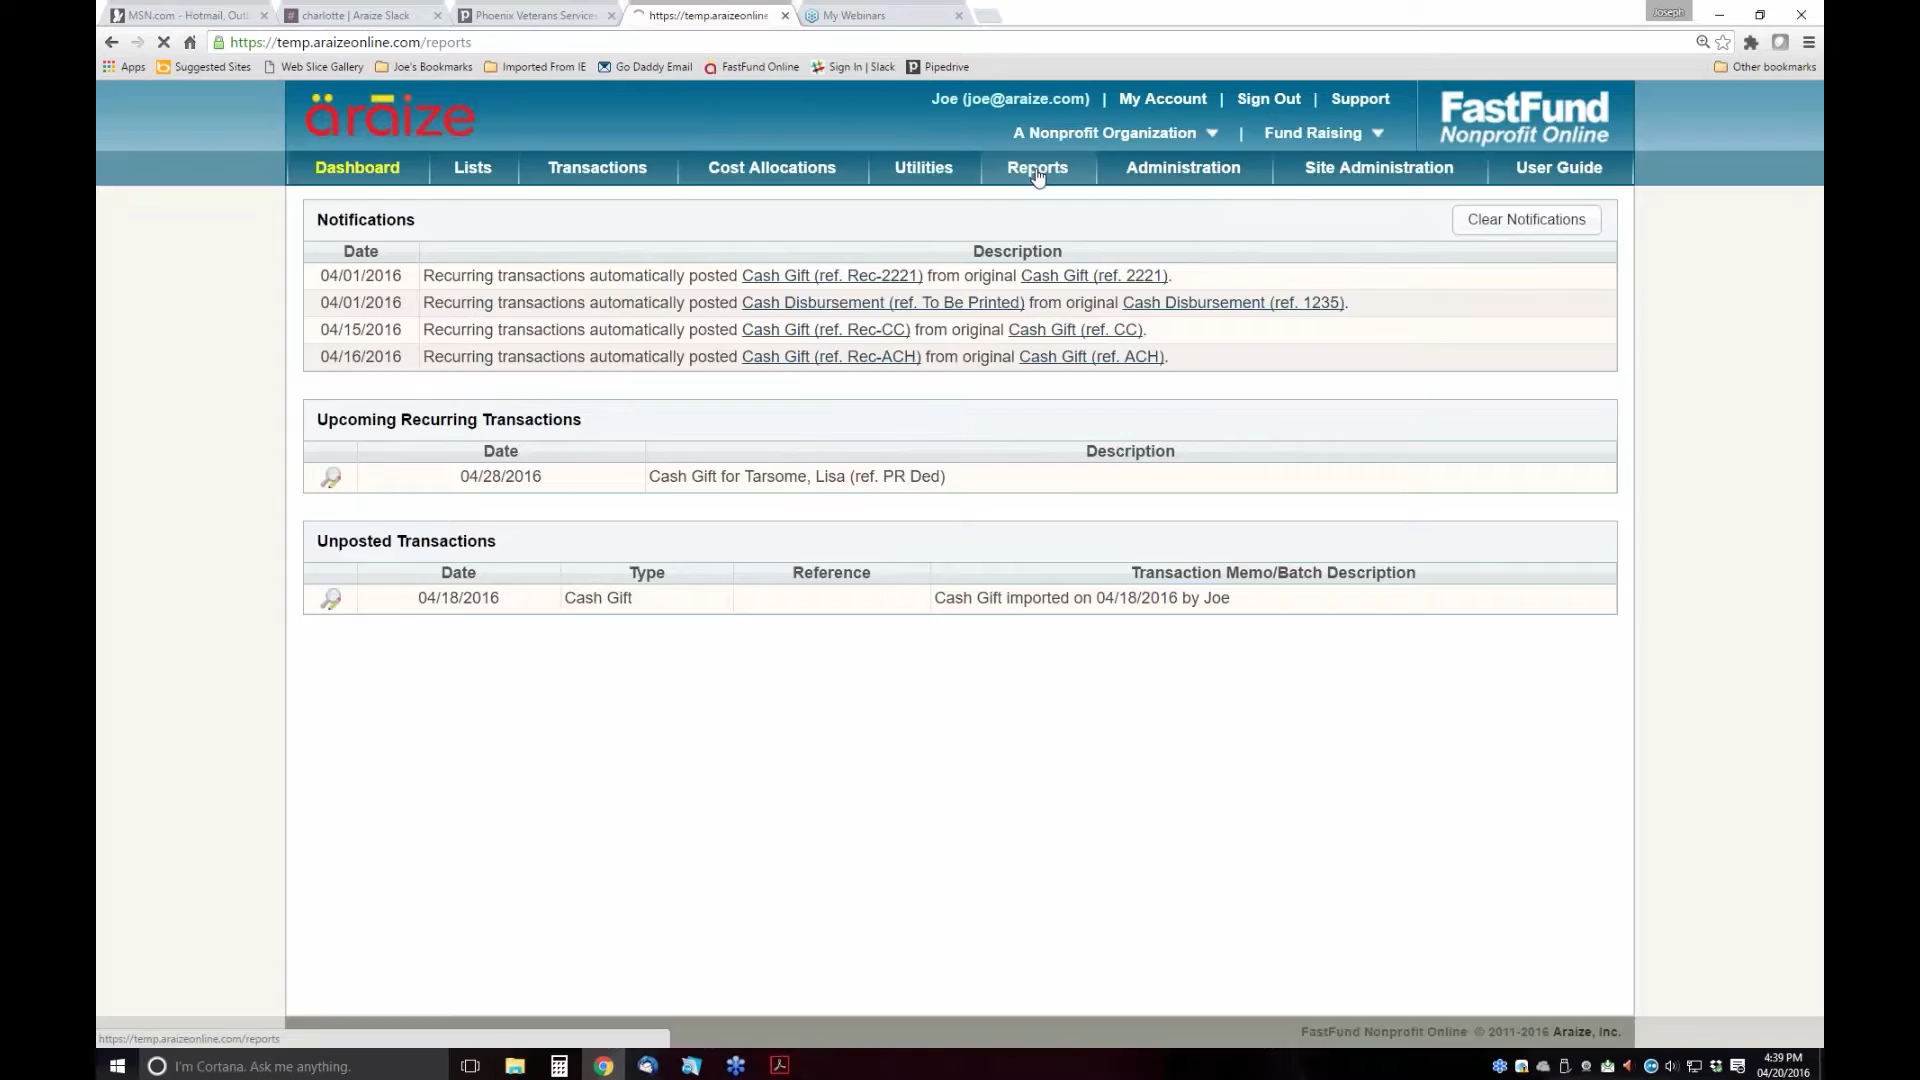 MSN.com - Hotmail, Outl
charlotte | Araize Slack
Phoenix Veterans Services
https://temp.araizeonline
My Webinars
Joseph
https://temp.araizeonline.com/reports
Apps
Suggested Sites
Web Slice Gallery
Joe's Bookmarks
Imported From IE
Go Daddy Email
FastFund Online
Sign In | Slack
Pipedrive
Other bookmarks
äraīze
Joe (joe@araize.com) | My Account | Sign Out | Support
A Nonprofit Organization | Fund Raising
FastFund
Nonprofit Online
Dashboard
Lists
Transactions
Cost Allocations
Utilities
Reports
Administration
Site Administration
User Guide
Notifications
Clear Notifications
Date Description
04/01/2016 Recurring transactions automatically posted Cash Gift (ref. Rec-2221) from original Cash Gift (ref. 2221).
04/01/2016 Recurring transactions automatically posted Cash Disbursement (ref. To Be Printed) from original Cash Disbursement (ref. 1235).
04/15/2016 Recurring transactions automatically posted Cash Gift (ref. Rec-CC) from original Cash Gift (ref. CC).
04/16/2016 Recurring transactions automatically posted Cash Gift (ref. Rec-ACH) from original Cash Gift (ref. ACH).
Upcoming Recurring Transactions
Date Description
04/28/2016 Cash Gift for Tarsome, Lisa (ref. PR Ded)
Unposted Transactions
Date Type Reference Transaction Memo/Batch Description
04/18/2016 Cash Gift Cash Gift imported on 04/18/2016 by Joe
FastFund Nonprofit Online © 2011-2016 Araize, Inc.
https://temp.araizeonline.com/reports
I'm Cortana. Ask me anything.
4:39 PM
04/20/2016